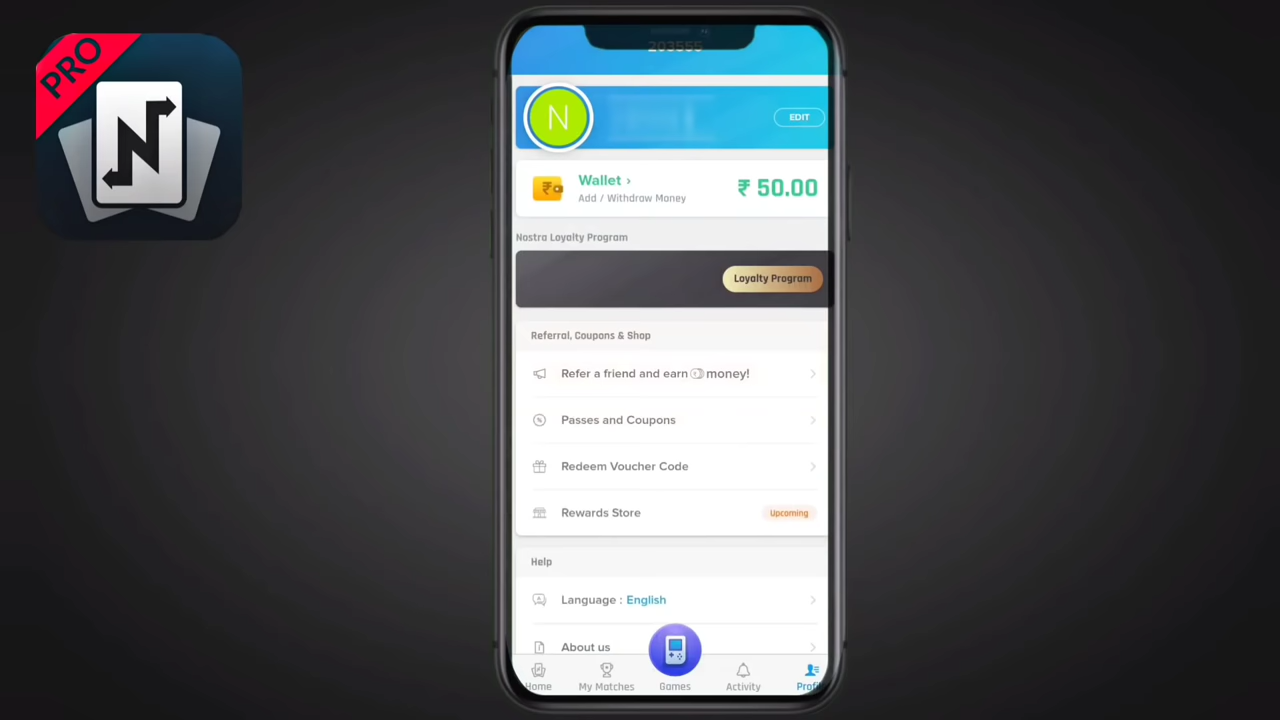 PRO
N
203555
N
EDIT
Wallet ›
Add / Withdraw Money
₹ 50.00
Nostra Loyalty Program
Loyalty Program
Referral, Coupons & Shop
Refer a friend and earn money!
Passes and Coupons
Redeem Voucher Code
Rewards Store
Upcoming
Help
Language : English
About us
Home
My Matches
Games
Activity
Profi